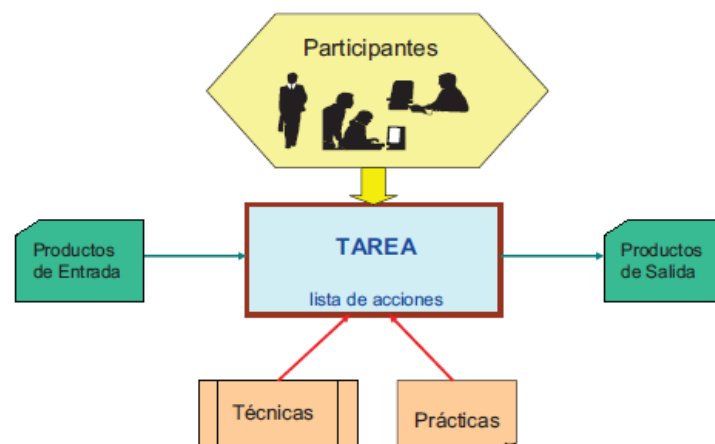 Participantes
TAREA
lista de acciones
Productos
de Entrada
Productos
de Salida
Técnicas
Prácticas